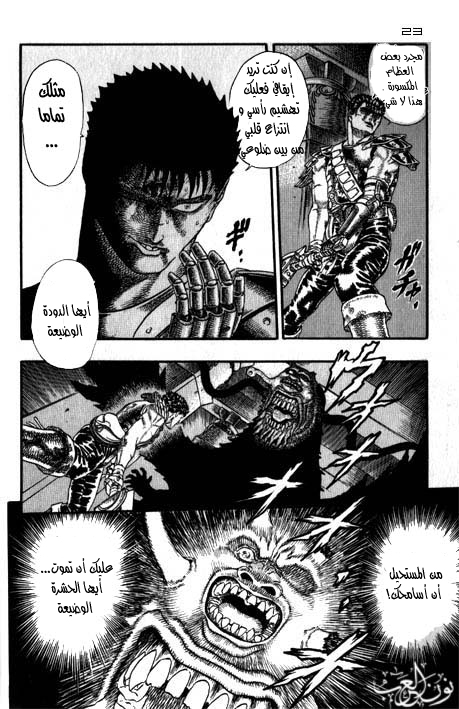 23
مجرد بعض
العظام
المكسورة .
هذا لا شيء
إن كنت تريد
إيقافي فعليك
تهشيم رأسي و
انتزاع قلبي
من بين ضلوعي
مثلك
تماما
...
أيها الدودة
الوضيعة
من المستحيل
أن أسامحك!
عليك أن تموت...
أيها الحشرة
الوضيعة